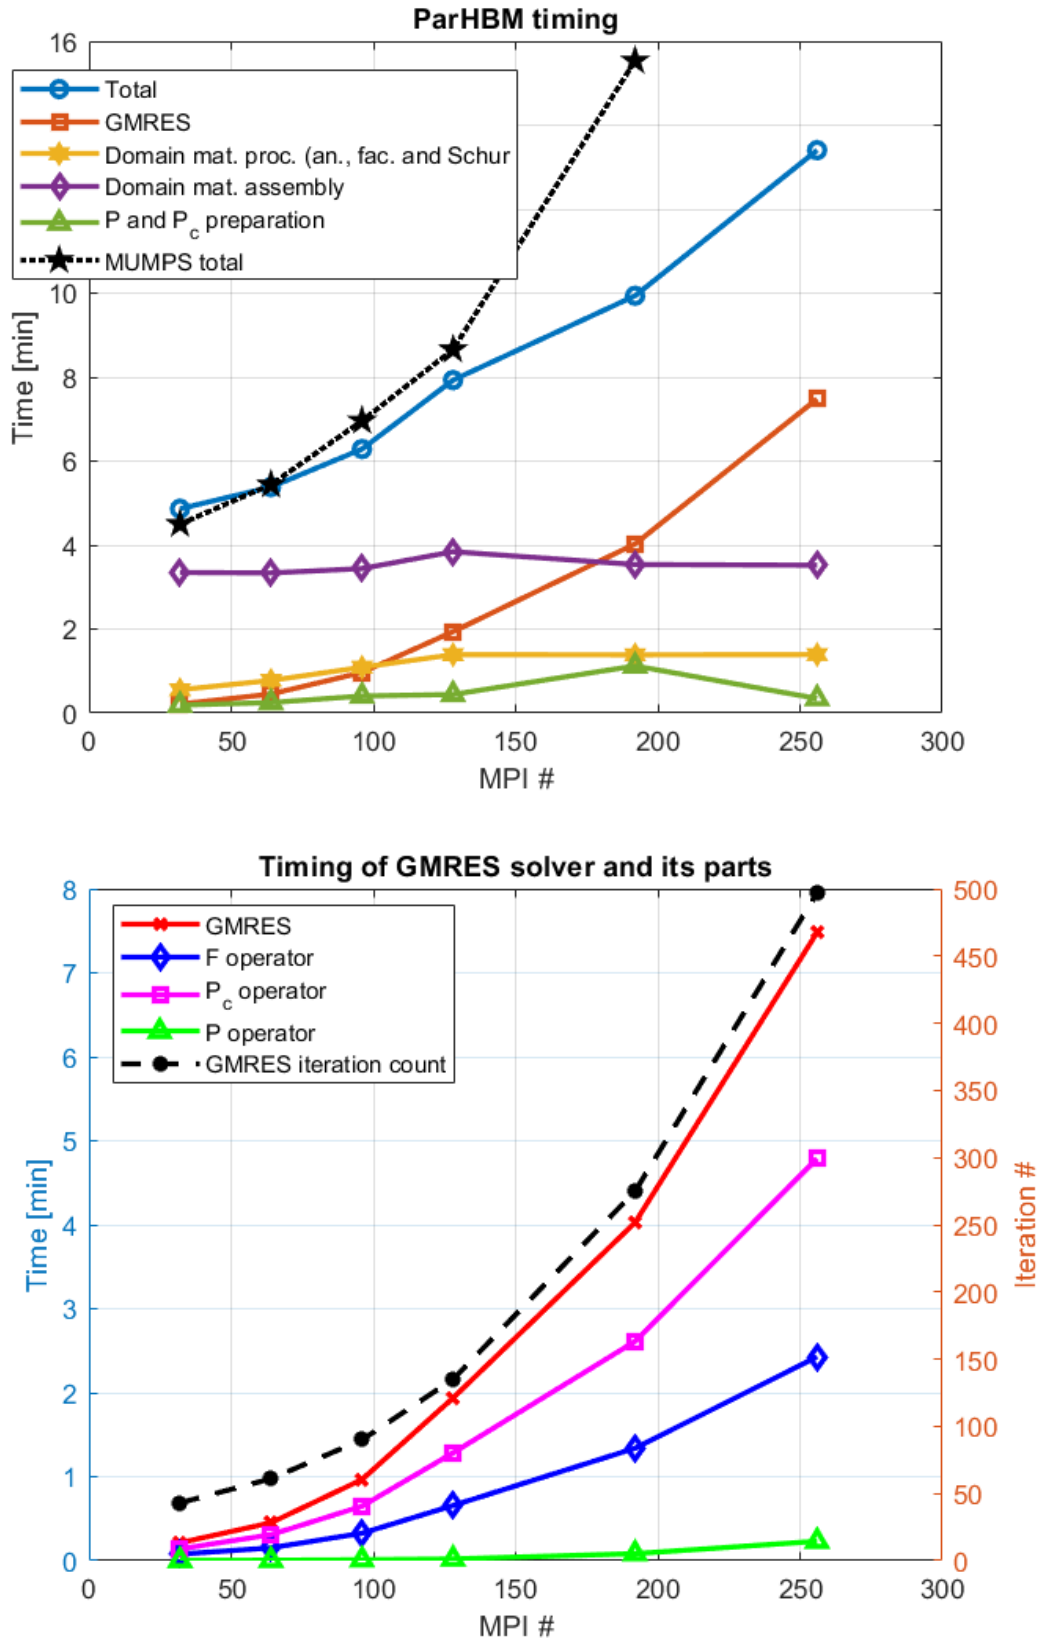 ParHBM timing
16
Total
GMRES
Domain mat. proc. (an., fac. and Schur
Domain mat. assembly
P and Pc preparation
MUMPS total
10
8
6
4
2
0
Time [min]
0 50 100 150 200 250 300
MPI #
Timing of GMRES solver and its parts
GMRES
F operator
Pc operator
P operator
GMRES iteration count
8
7
6
5
4
3
2
1
0
Time [min]
500
450
400
350
300
250
200
150
100
50
0
Iteration #
0 50 100 150 200 250 300
MPI #